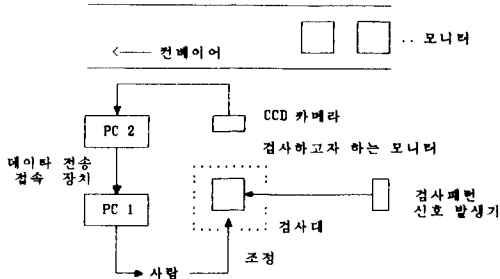 .. 모니터
<—— 컨베이어
CCD 카메라
PC 2
검사하고자 하는 모니터
데이타 전송
접속 장치
검사패턴
신호 발생기
PC 1
검사대
조정
사람